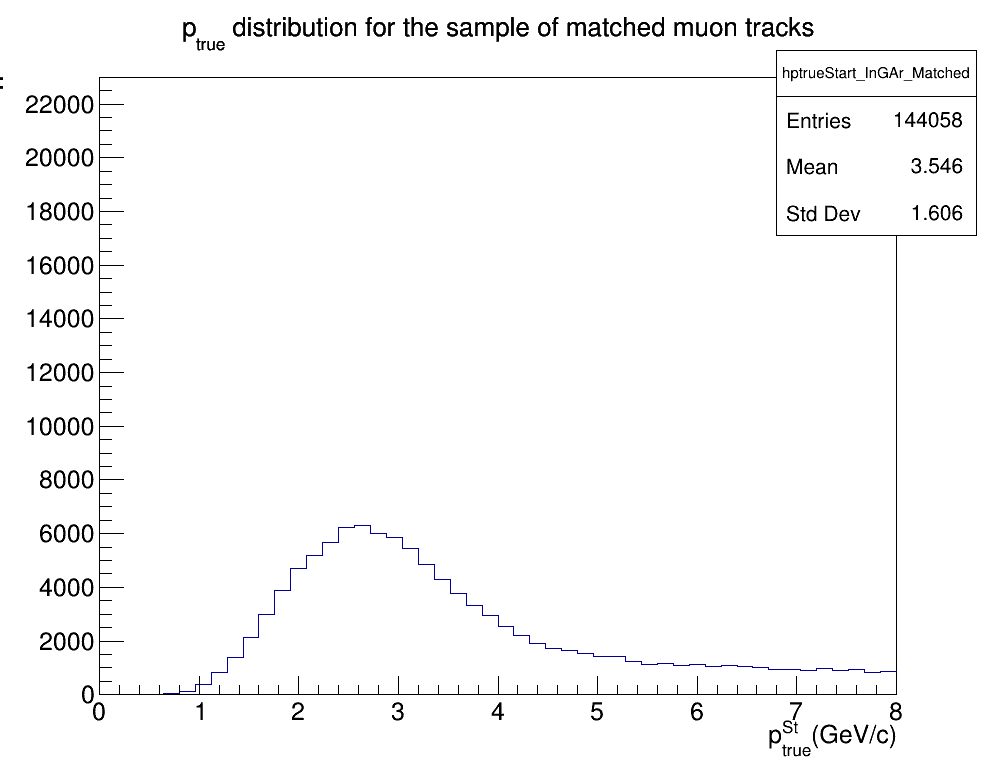 p_true distribution for the sample of matched muon tracks
hptrueStart_InGAr_Matched
Entries 144058
Mean 3.546
Std Dev 1.606
22000
20000
18000
16000
14000
12000
10000
8000
6000
4000
2000
0
0 1 2 3 4 5 6 7 8
p^St_true (GeV/c)